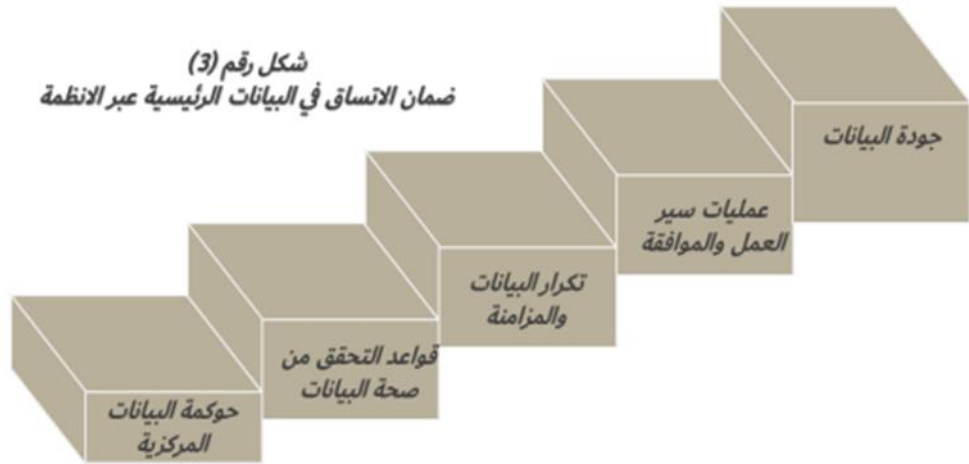 شكل رقم (3)
ضمان الاتساق في البيانات الرئيسية عبر الانظمة
جودة البيانات
عمليات سير
العمل والموافقة
تكرار البيانات
والمزامنة
قواعد التحقق من
صحة البيانات
حوكمة البيانات
المركزية